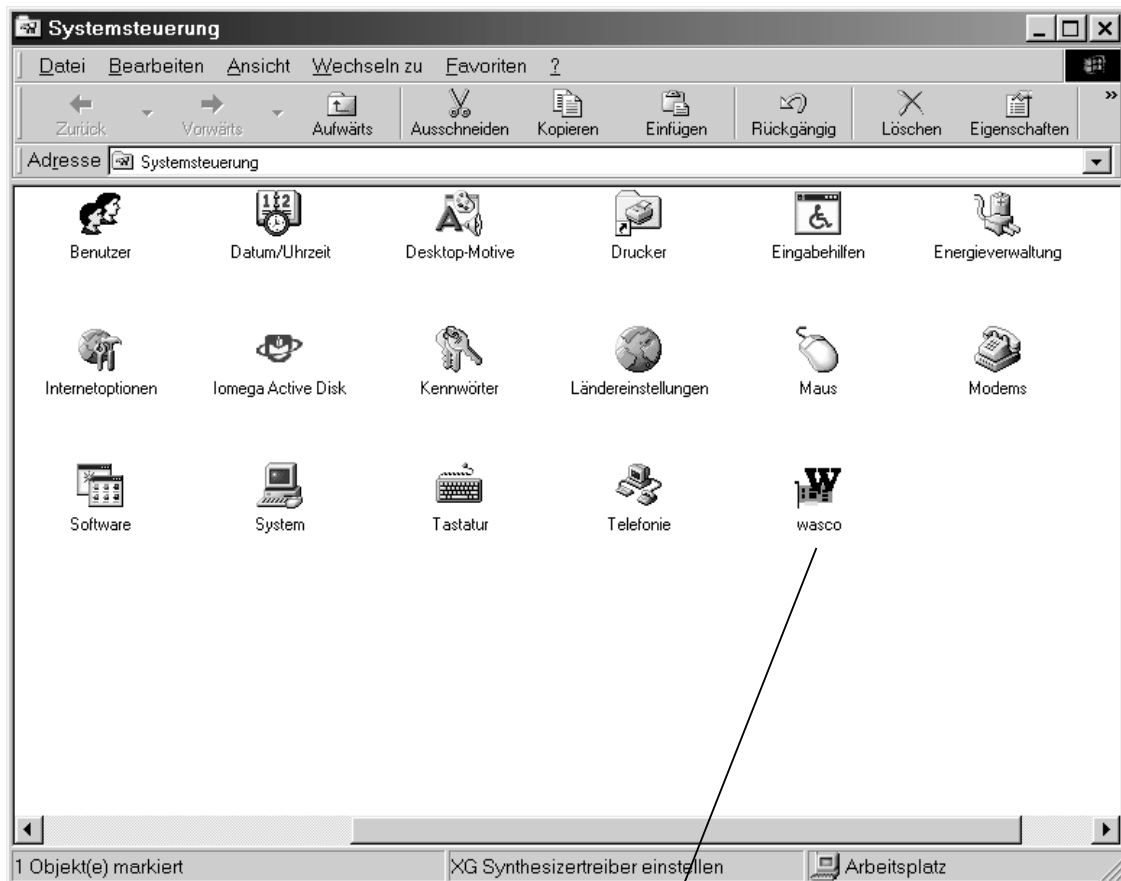 Systemsteuerung
Datei Bearbeiten Ansicht Wechseln zu Favoriten ?
Zurück Vorwärts Aufwärts Ausschneiden Kopieren Einfügen Rückgängig Löschen Eigenschaften »
Adresse Systemsteuerung
Benutzer Datum/Uhrzeit Desktop-Motive Drucker Eingabehilfen Energieverwaltung
Internetoptionen Iomega Active Disk Kennwörter Ländereinstellungen Maus Modems
Software System Tastatur Telefonie wasco
1 Objekt(e) markiert XG Synthesizertreiber einstellen Arbeitsplatz